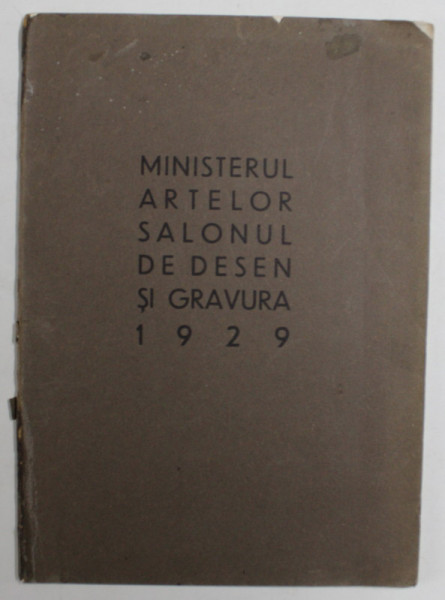 MINISTERUL
ARTELOR
SALONUL
DE DESEN
ȘI GRAVURA
1929